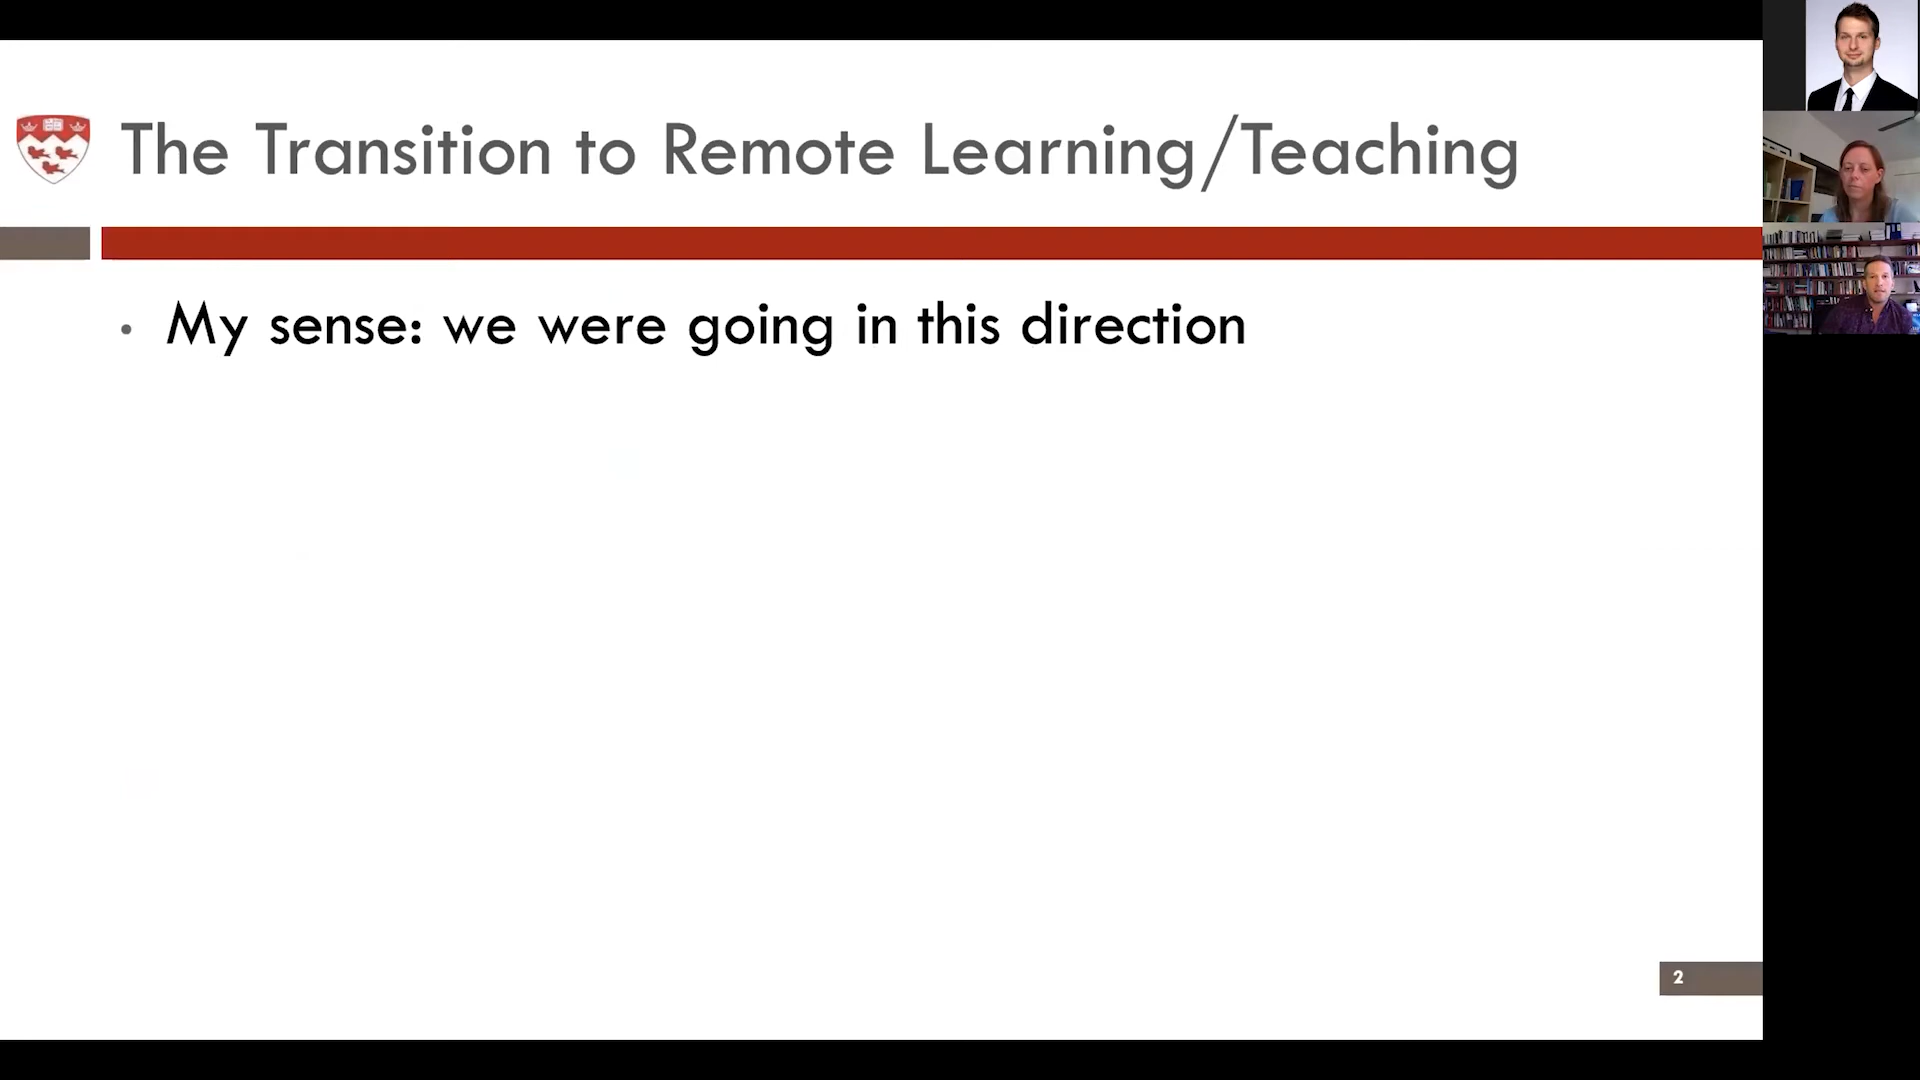 The Transition to Remote Learning/Teaching
• My sense: we were going in this direction
2